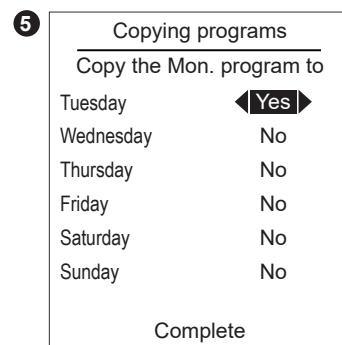 5
Copying programs
Copy the Mon. program to
Tuesday Yes
Wednesday No
Thursday No
Friday No
Saturday No
Sunday No
Complete